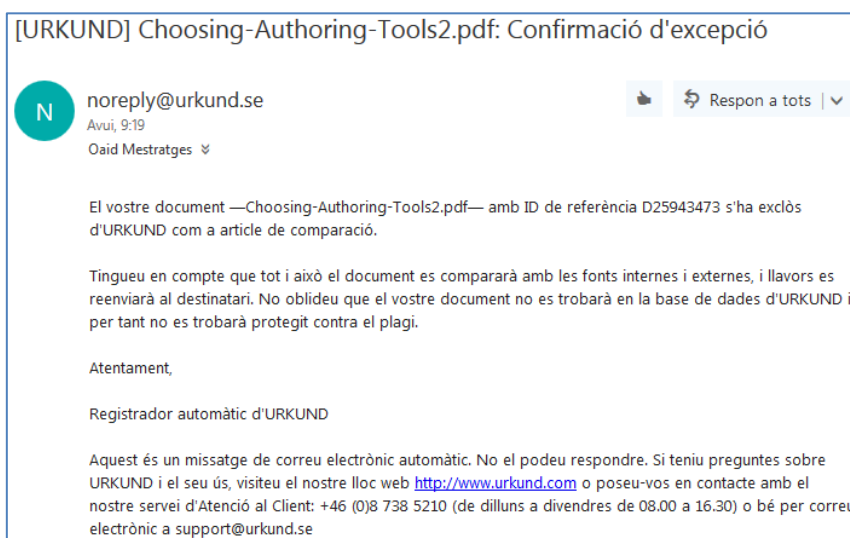 [URKUND] Choosing-Authoring-Tools2.pdf: Confirmació d'excepció
N
noreply@urkund.se
Respon a tots
Avui, 9:19
Oaid Mestratges
El vostre document —Choosing-Authoring-Tools2.pdf— amb ID de referència D25943473 s'ha exclòs
d'URKUND com a article de comparació.
Tingueu en compte que tot i això el document es compararà amb les fonts internes i externes, i llavors es
reenviarà al destinatari. No oblideu que el vostre document no es trobarà en la base de dades d'URKUND i
per tant no es trobarà protegit contra el plagi.
Atentament,
Registrador automàtic d'URKUND
Aquest és un missatge de correu electrònic automàtic. No el podeu respondre. Si teniu preguntes sobre
URKUND i el seu ús, visiteu el nostre lloc web http://www.urkund.com o poseu-vos en contacte amb el
nostre servei d'Atenció al Client: +46 (0)8 738 5210 (de dilluns a divendres de 08.00 a 16.30) o bé per correu
electrònic a support@urkund.se